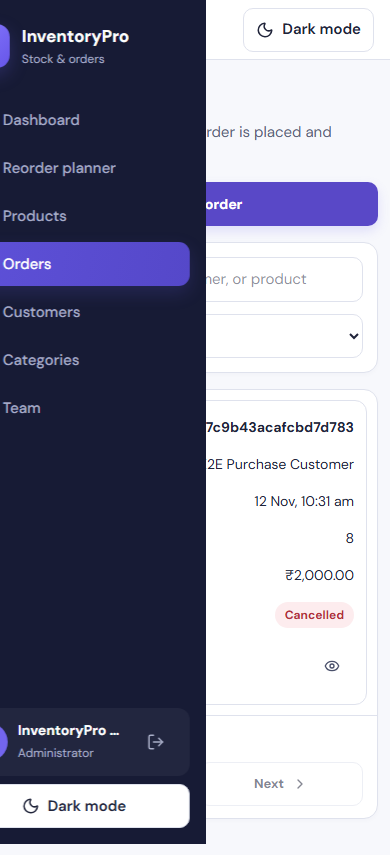 InventoryPro
Stock & orders
Dashboard
Reorder planner
Products
Orders
Customers
Categories
Team
InventoryPro ...
Administrator
Dark mode
Dark mode
order is placed and
order
or product
7c9b43acafcbd7d783
2E Purchase Customer
12 Nov, 10:31 am
8
₹2,000.00
Cancelled
Next